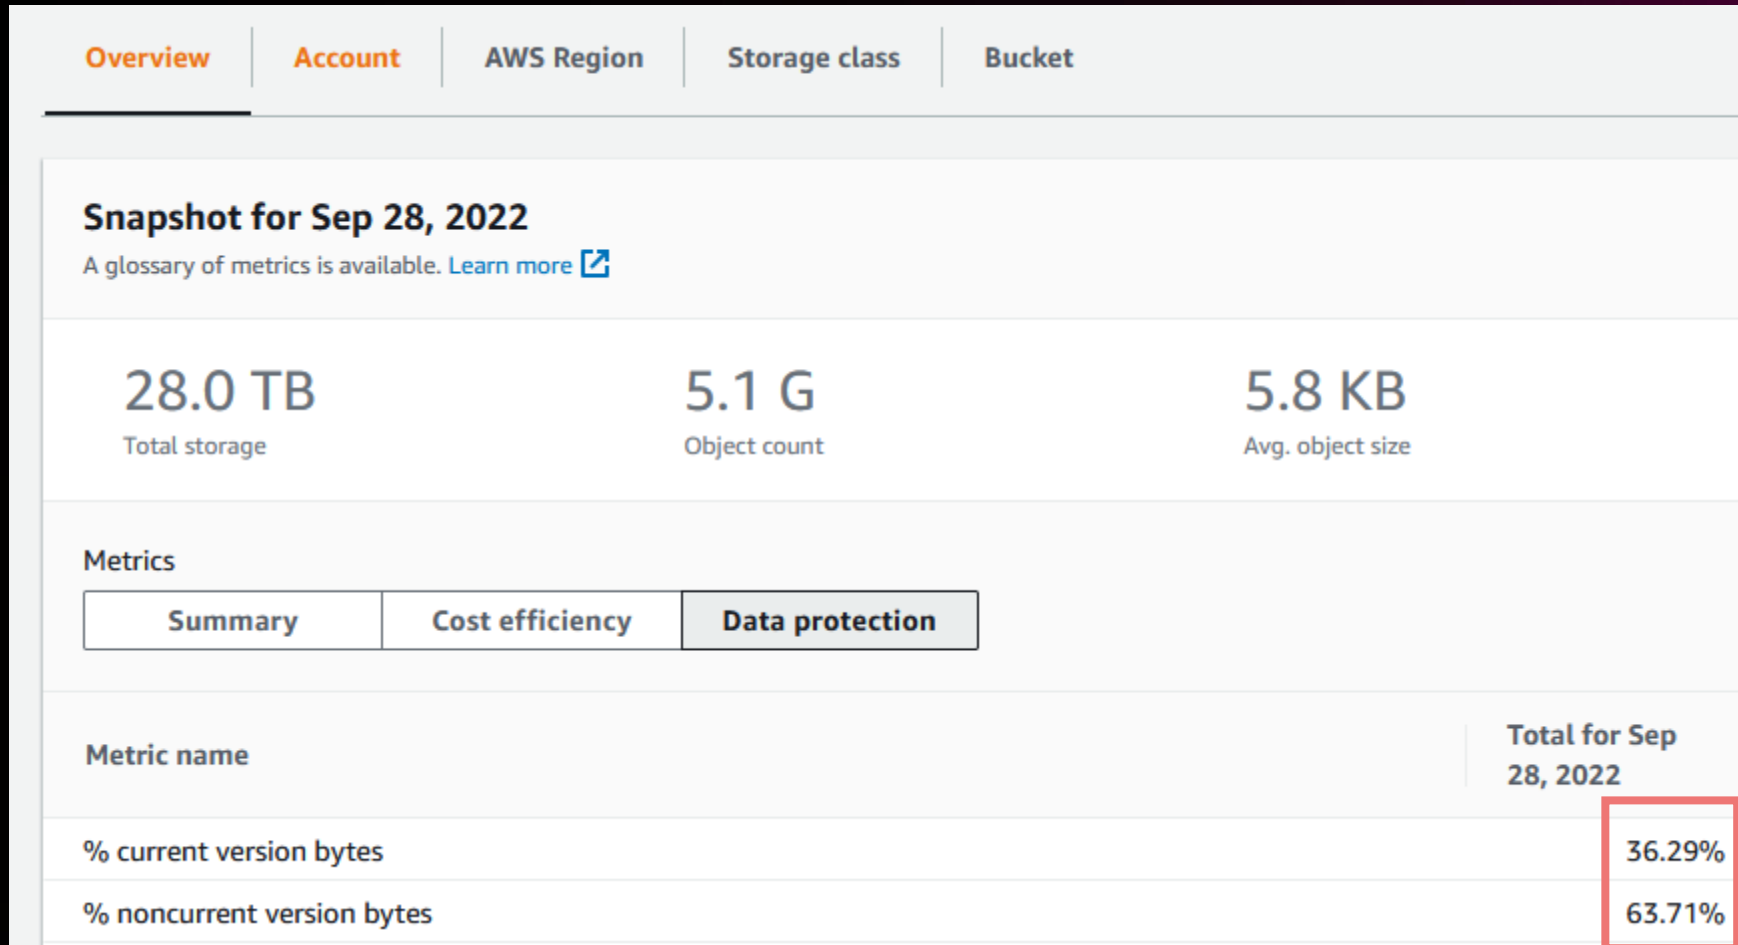 Overview Account AWS Region Storage class Bucket
Snapshot for Sep 28, 2022
A glossary of metrics is available. Learn more
28.0 TB 5.1 G 5.8 KB
Total storage Object count Avg. object size
Metrics
Summary Cost efficiency Data protection
Metric name Total for Sep
28, 2022
% current version bytes 36.29%
% noncurrent version bytes 63.71%